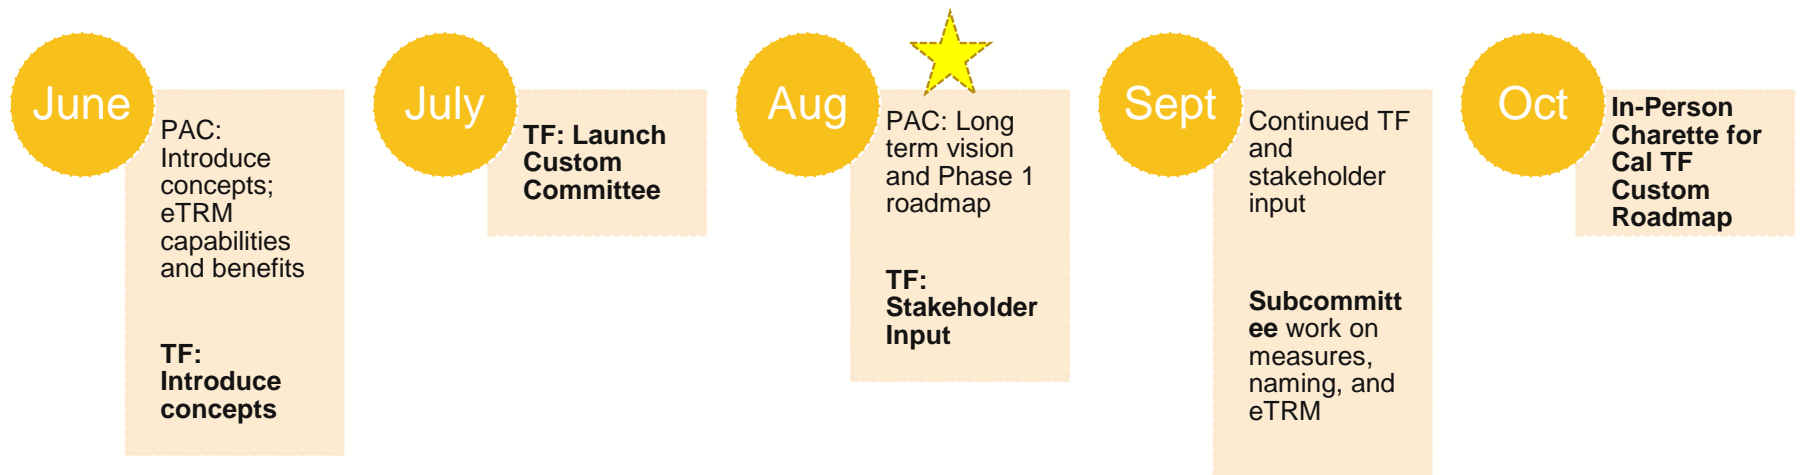 June
PAC:
Introduce
concepts;
eTRM
capabilities
and benefits
TF:
Introduce
concepts
July
TF: Launch
Custom
Committee
Aug
PAC: Long
term vision
and Phase 1
roadmap
TF:
Stakeholder
Input
Sept
Continued TF
and
stakeholder
input
Subcommitt
ee work on
measures,
naming, and
eTRM
Oct
In-Person
Charette for
Cal TF
Custom
Roadmap